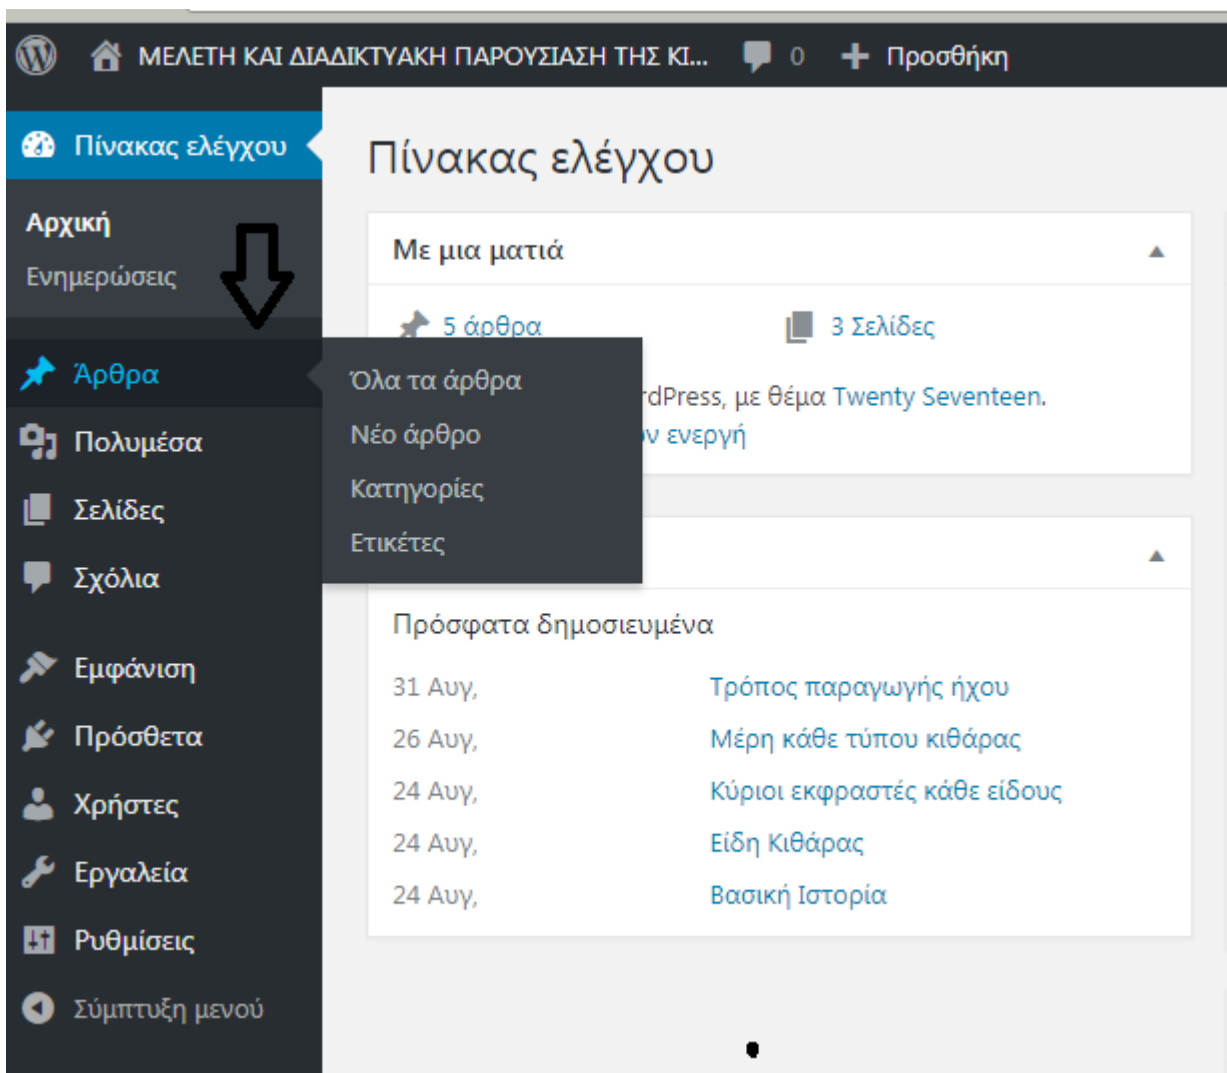 ΜΕΛΕΤΗ ΚΑΙ ΔΙΑΔΙΚΤΥΑΚΗ ΠΑΡΟΥΣΙΑΣΗ ΤΗΣ ΚΙ... 0 Προσθήκη
Πίνακας ελέγχου
Αρχική
Ενημερώσεις
Άρθρα
Πολυμέσα
Σελίδες
Σχόλια
Εμφάνιση
Πρόσθετα
Χρήστες
Εργαλεία
Ρυθμίσεις
Σύμπτυξη μενού
Όλα τα άρθρα
Νέο άρθρο
Κατηγορίες
Ετικέτες
Πίνακας ελέγχου
Με μια ματιά
5 άρθρα 3 Σελίδες
rdPress, με θέμα Twenty Seventeen.
ν ενεργή
Πρόσφατα δημοσιευμένα
31 Αυγ, Τρόπος παραγωγής ήχου
26 Αυγ, Μέρη κάθε τύπου κιθάρας
24 Αυγ, Κύριοι εκφραστές κάθε είδους
24 Αυγ, Είδη Κιθάρας
24 Αυγ, Βασική Ιστορία